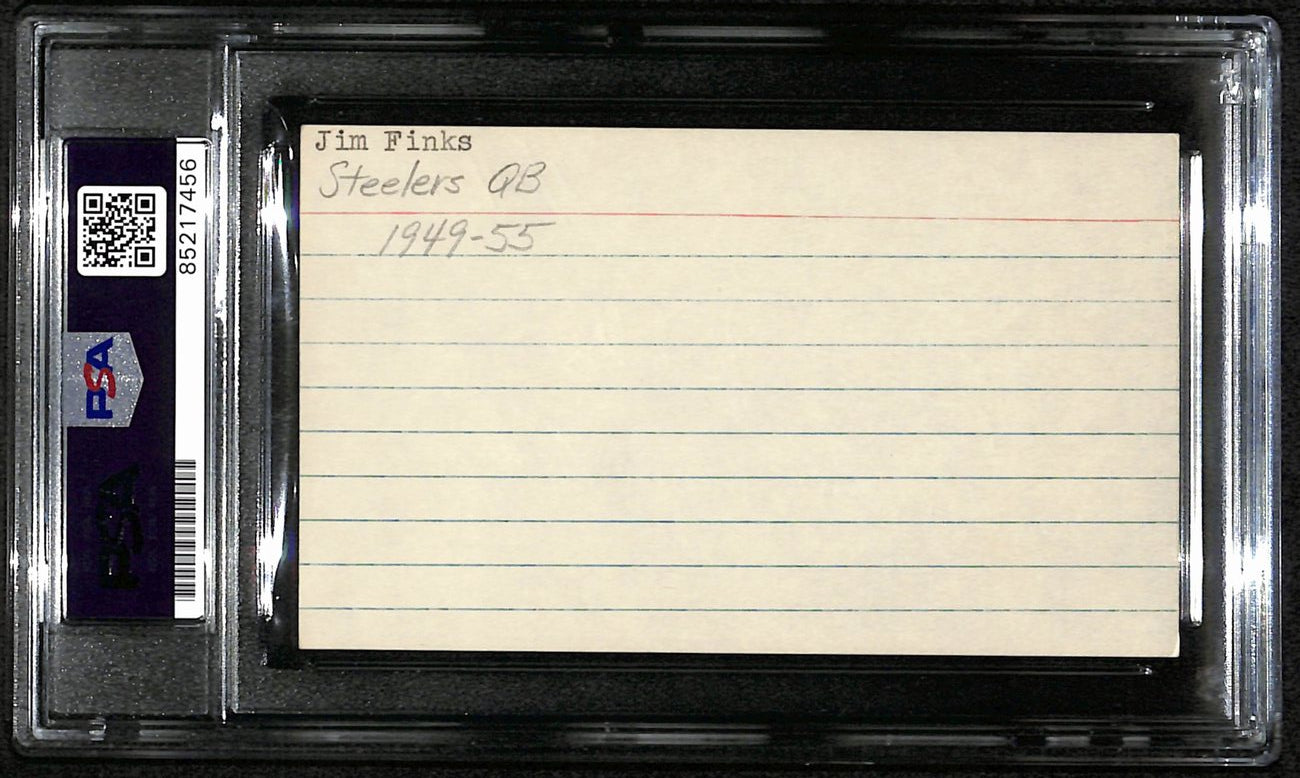 Jim Finks
Steelers QB
1949-55
85217456
PSA
PSA